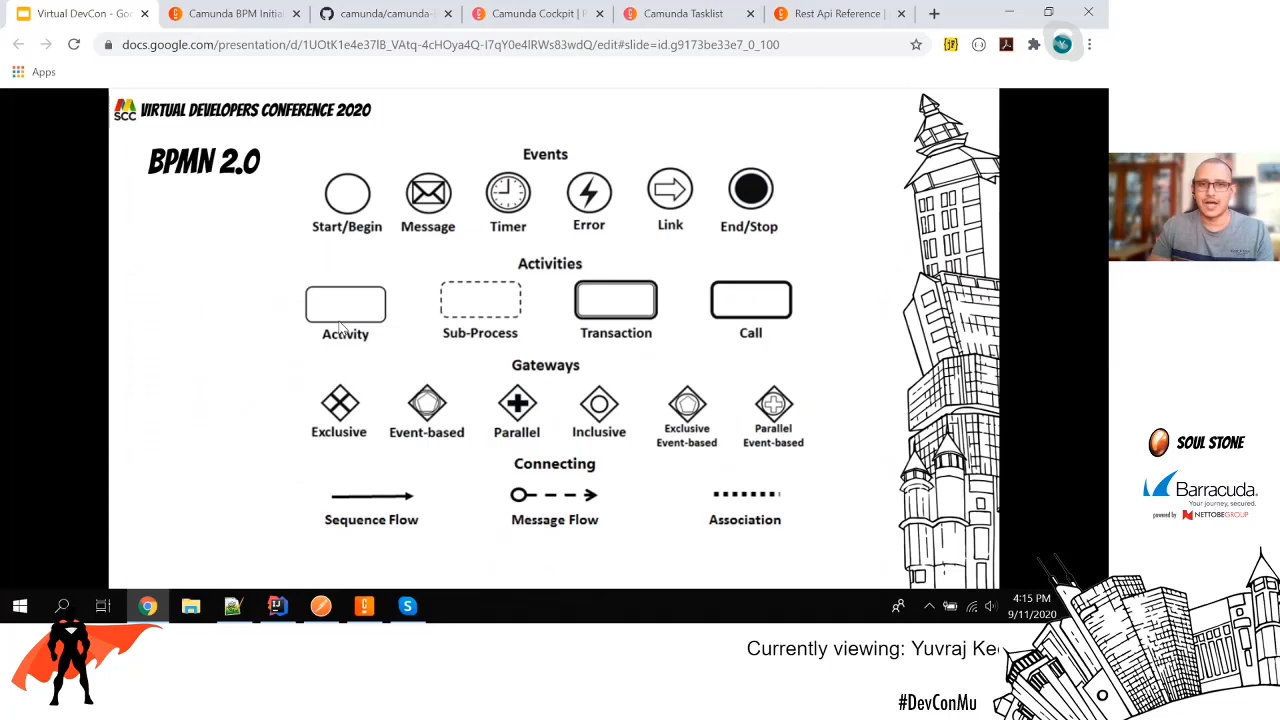 Virtual DevCon - Goo
Camunda BPM Initial
camunda/camunda-
Camunda Cockpit | P
Camunda Tasklist
Rest Api Reference |
docs.google.com/presentation/d/1UOtK1e4e37lB_VAtq-4cHOya4Q-I7qY0e4lRWs83wdQ/edit#slide=id.g9173be33e7_0_100
Apps
SCC
VIRTUAL DEVELOPERS CONFERENCE 2020
BPMN 2.0
Events
Start/Begin
Message
Timer
Error
Link
End/Stop
Activities
Activity
Sub-Process
Transaction
Call
Gateways
Exclusive
Event-based
Parallel
Inclusive
Exclusive
Event-based
Parallel
Event-based
Connecting
Sequence Flow
Message Flow
Association
SOUL STONE
Barracuda.
Your journey, secured.
powered by NETTOBEGROUP
4:15 PM
9/11/2020
Currently viewing: Yuvraj Ke
#DevConMu